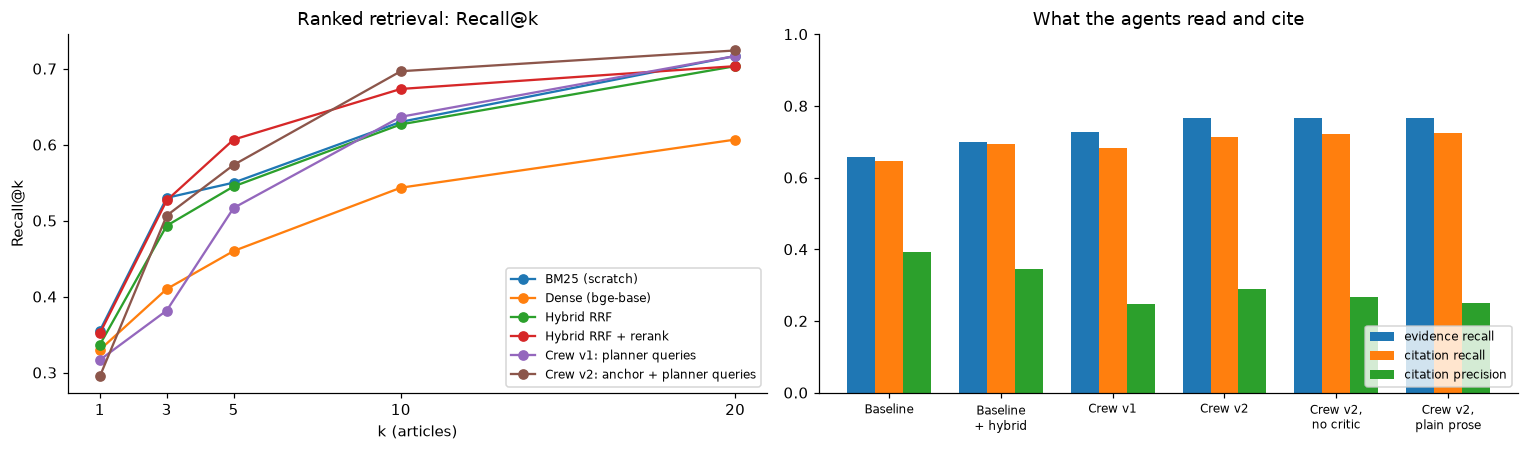 Ranked retrieval: Recall@k
Recall@k
0.7
0.6
0.5
0.4
0.3
1
3
5
10
20
k (articles)
BM25 (scratch)
Dense (bge-base)
Hybrid RRF
Hybrid RRF + rerank
Crew v1: planner queries
Crew v2: anchor + planner queries
What the agents read and cite
1.0
0.8
0.6
0.4
0.2
0.0
Baseline
Baseline
+ hybrid
Crew v1
Crew v2
Crew v2,
no critic
Crew v2,
plain prose
evidence recall
citation recall
citation precision